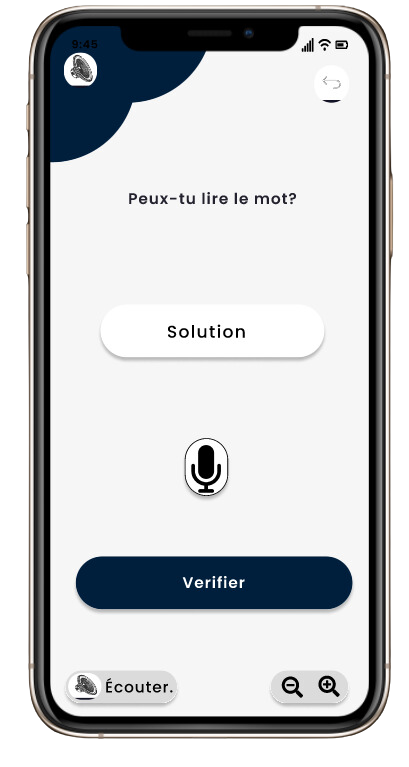 9:45
Peux-tu lire le mot?
Solution
Verifier
Écouter.